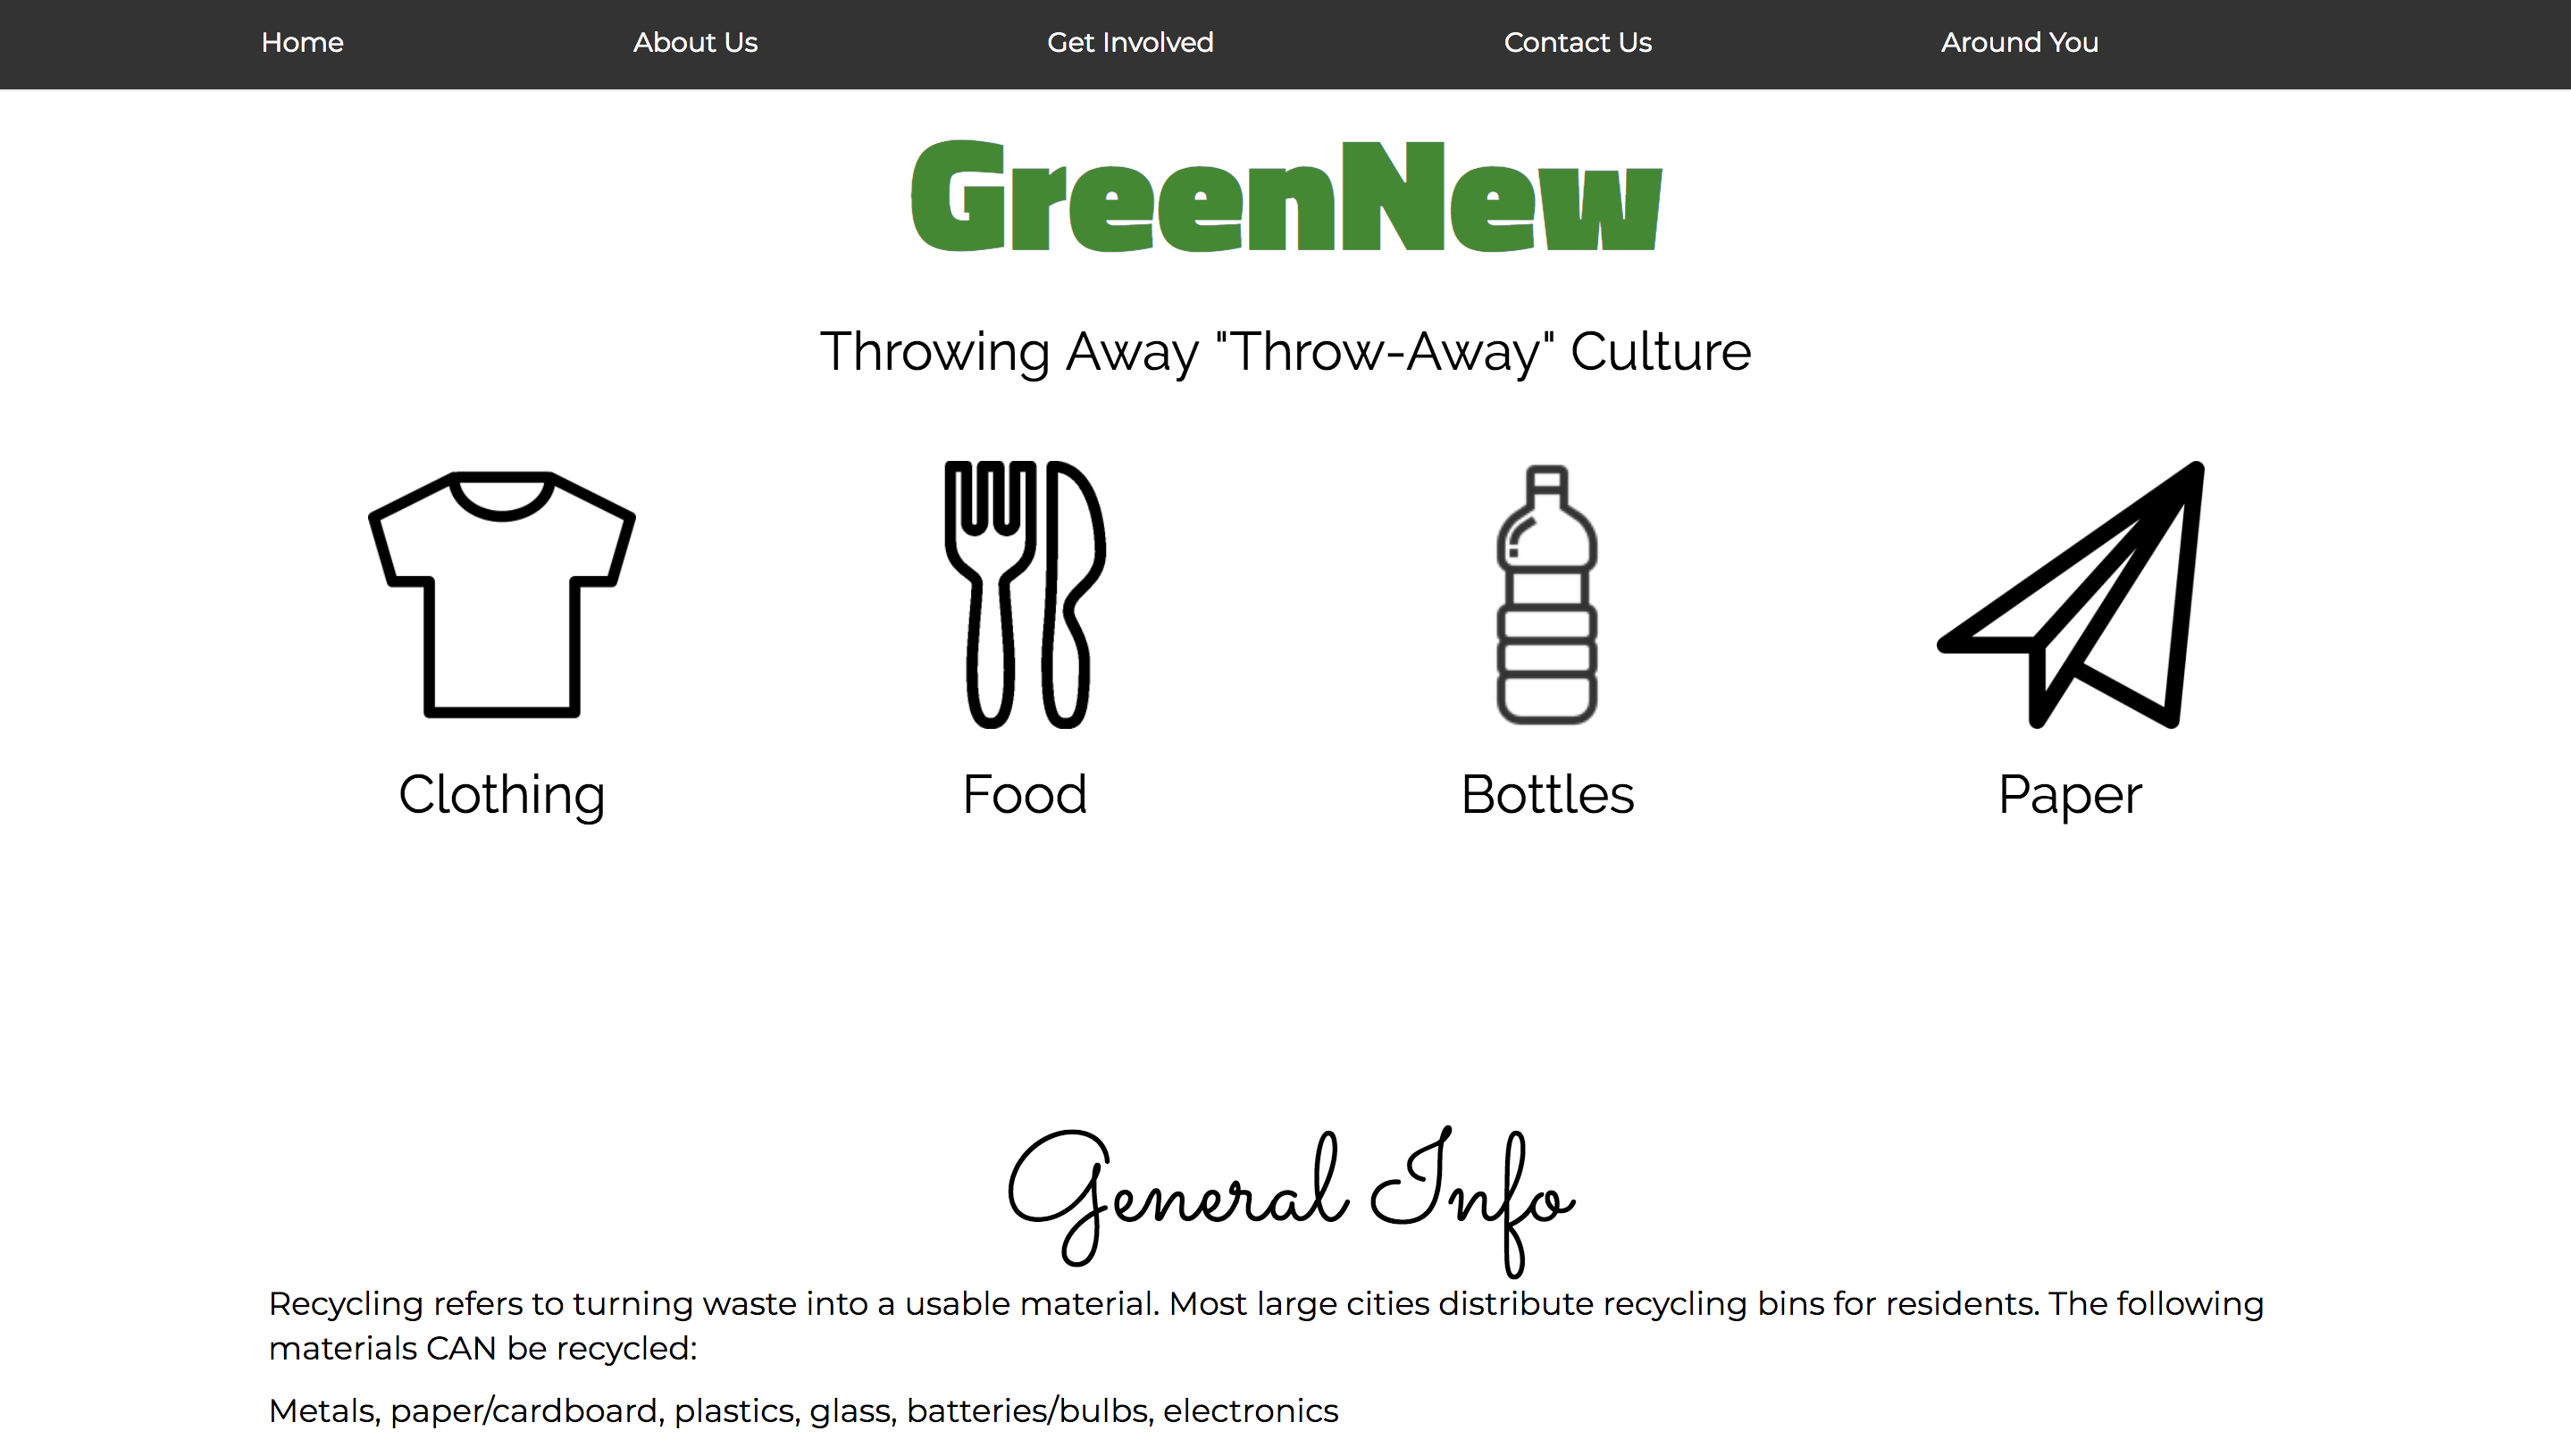 Home About Us Get Involved Contact Us Around You
GreenNew
Throwing Away "Throw-Away" Culture
Clothing Food Bottles Paper
General Info
Recycling refers to turning waste into a usable material. Most large cities distribute recycling bins for residents. The following
materials CAN be recycled:
Metals, paper/cardboard, plastics, glass, batteries/bulbs, electronics